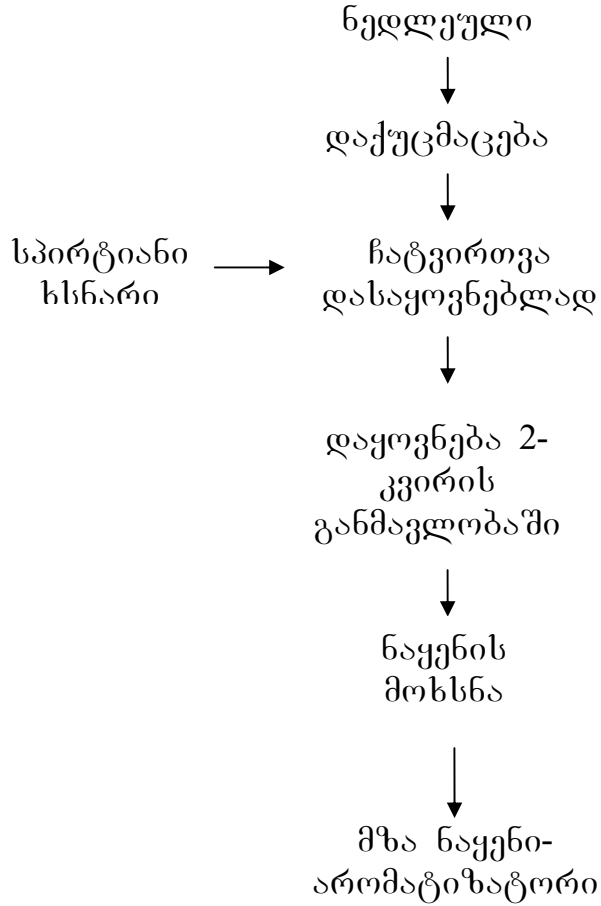 ნედლეული
დაქუცმაცება
სპირტიანი
ხსნარი
ჩატვირთვა
დასაყოვნებლად
დაყოვნება 2-
კვირის
განმავლობაში
ნაყენის
მოხსნა
მზა ნაყენი-
არომატიზატორი